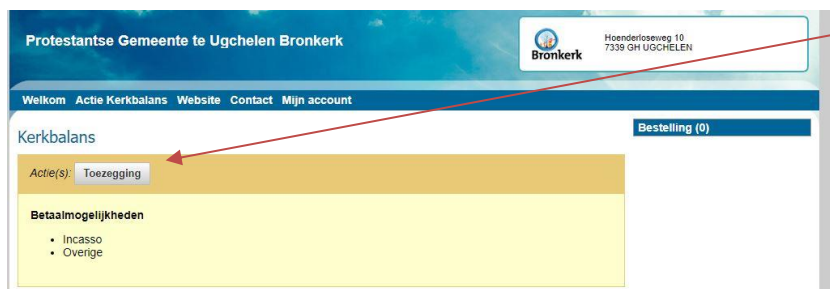 Protestantse Gemeente te Ugchelen Bronkerk
Bronkerk
Hoenderloseweg 10
7339 GH UGCHELEN
Welkom Actie Kerkbalans Website Contact Mijn account
Kerkbalans
Bestelling (0)
Actie(s): Toezegging
Betaalmogelijkheden
• Incasso
• Overige